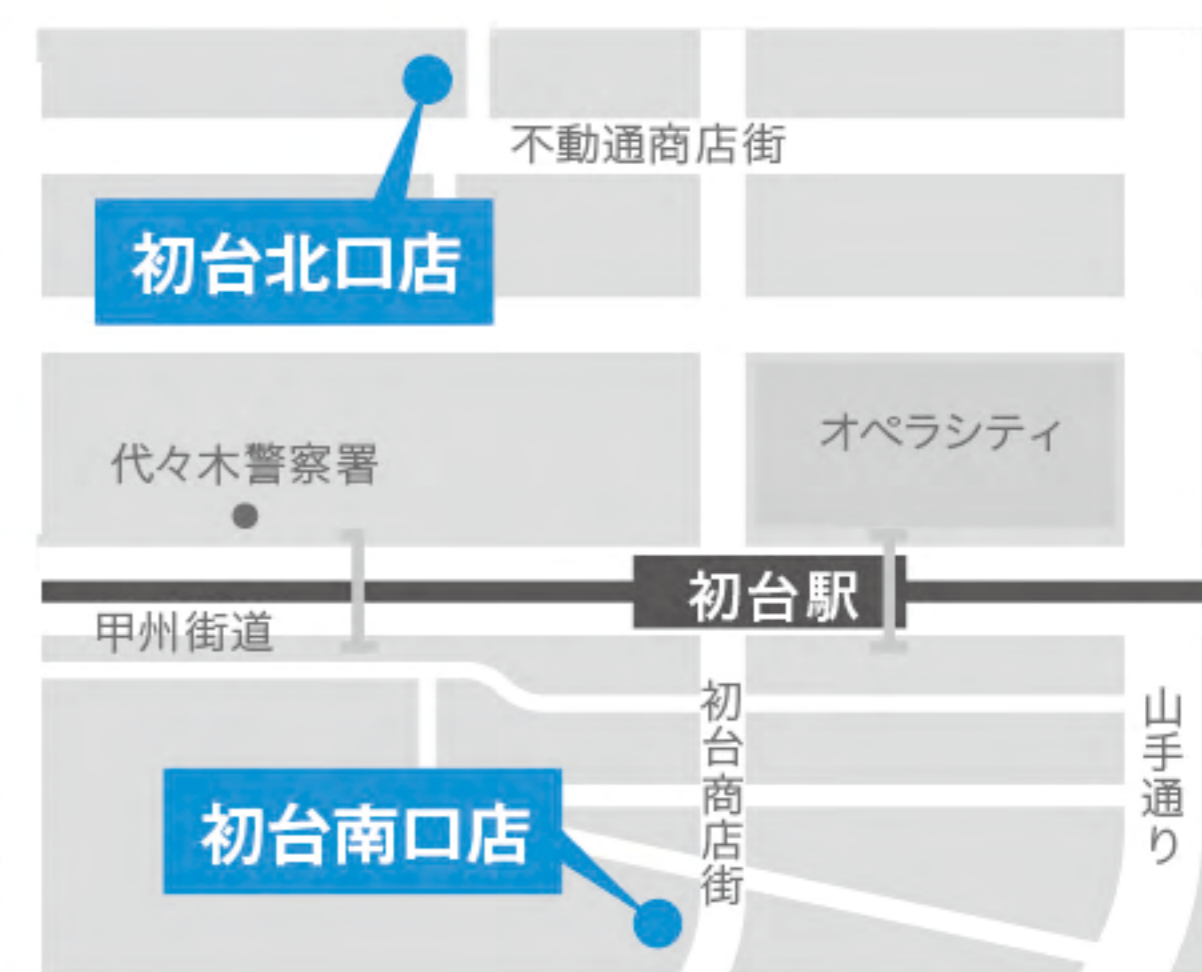 不動通商店街
初台北口店
オペラシティ
代々木警察署
初台駅
甲州街道
初台商店街
山手通り
初台南口店